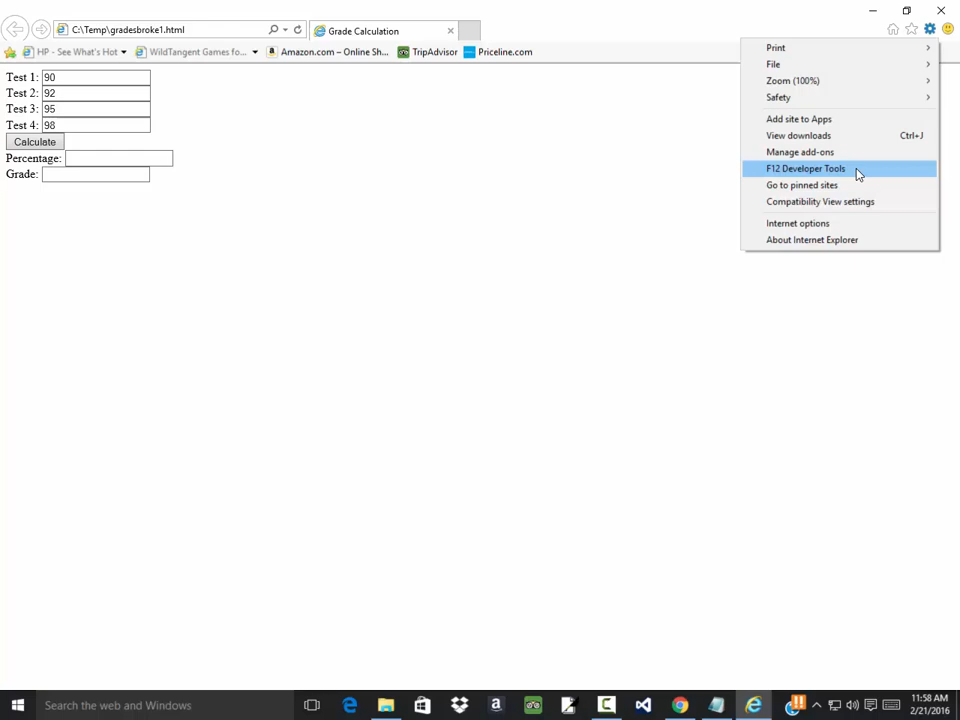 C:\Temp\gradesbroke1.html
Grade Calculation
HP - See What's Hot
WildTangent Games fo...
Amazon.com – Online Sh...
TripAdvisor
Priceline.com
Test 1: 90
Test 2: 92
Test 3: 95
Test 4: 98
Calculate
Percentage:
Grade:
Print
File
Zoom (100%)
Safety
Add site to Apps
View downloads Ctrl+J
Manage add-ons
F12 Developer Tools
Go to pinned sites
Compatibility View settings
Internet options
About Internet Explorer
Search the web and Windows
11:58 AM
2/21/2016